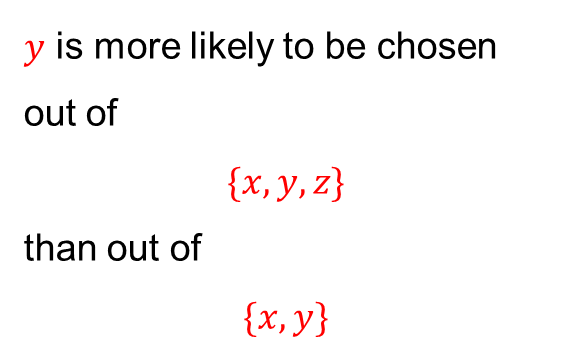 y is more likely to be chosen
out of
{x, y, z}
than out of
{x, y}